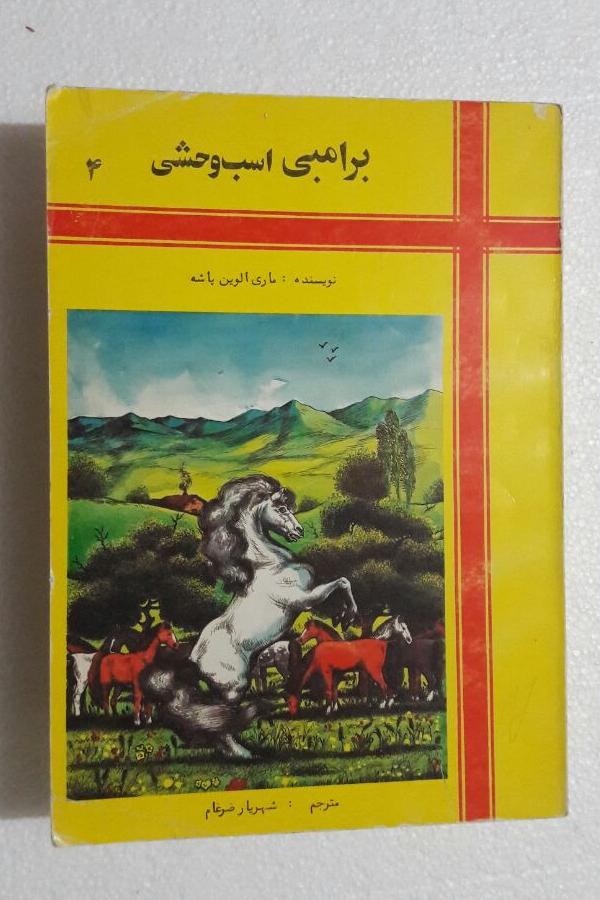 برامبی اسب وحشی ۴
نویسنده : ماری الوین پاشه
مترجم : شهریار ضرغام